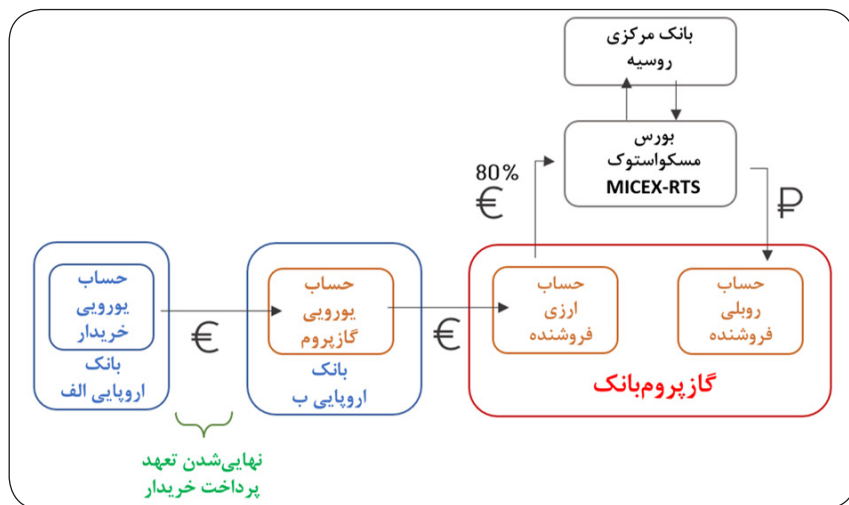 بانک مرکزی
روسیه
بورس
مسکواستوک
MICEX-RTS
80%
€
₽
حساب
یورویی
خریدار
بانک
اروپایی الف
€
حساب
یورویی
گازپروم
بانک
اروپایی ب
€
حساب
ارزی
فروشنده
حساب
روبلی
فروشنده
گازپروم‌بانک
نهایی‌شدن تعهد
پرداخت خریدار